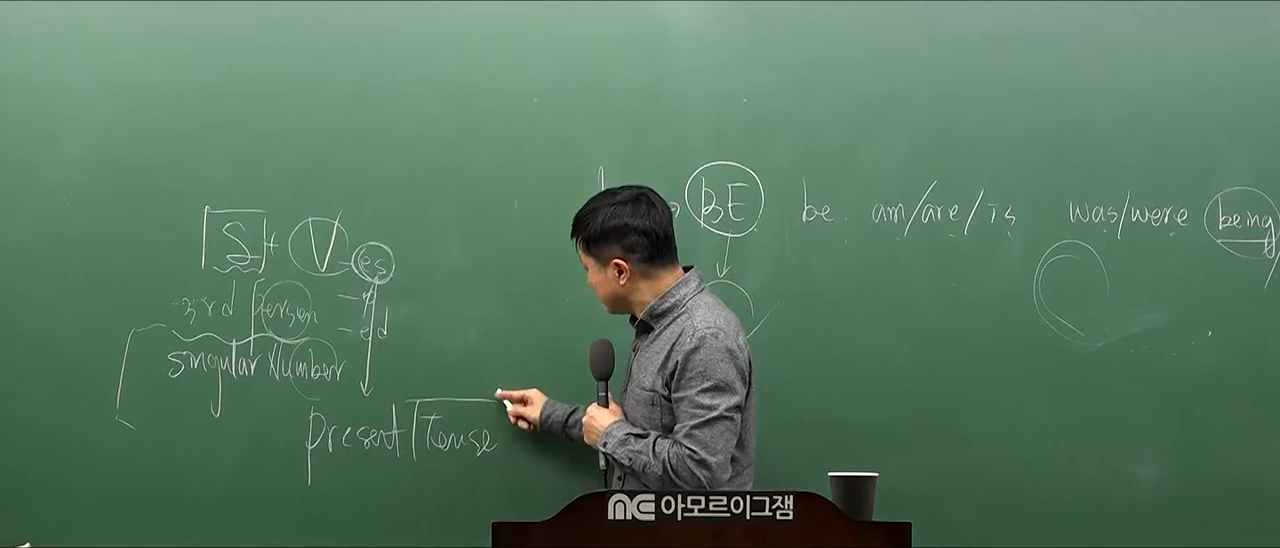 BE be am/are/is was/were being
S + V - es
3rd Person
- ed
singular Number
present Tense
아모르이그잼